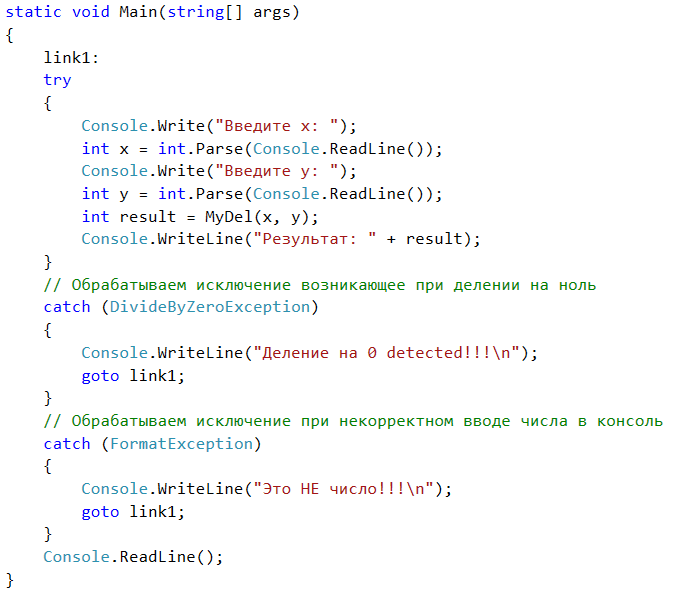 static void Main(string[] args)
{
    link1:
    try
    {
        Console.Write("Введите x: ");
        int x = int.Parse(Console.ReadLine());
        Console.Write("Введите y: ");
        int y = int.Parse(Console.ReadLine());
        int result = MyDel(x, y);
        Console.WriteLine("Результат: " + result);
    }
    // Обрабатываем исключение возникающее при делении на ноль
    catch (DivideByZeroException)
    {
        Console.WriteLine("Деление на 0 detected!!!\n");
        goto link1;
    }
    // Обрабатываем исключение при некорректном вводе числа в консоль
    catch (FormatException)
    {
        Console.WriteLine("Это НЕ число!!!\n");
        goto link1;
    }
    Console.ReadLine();
}